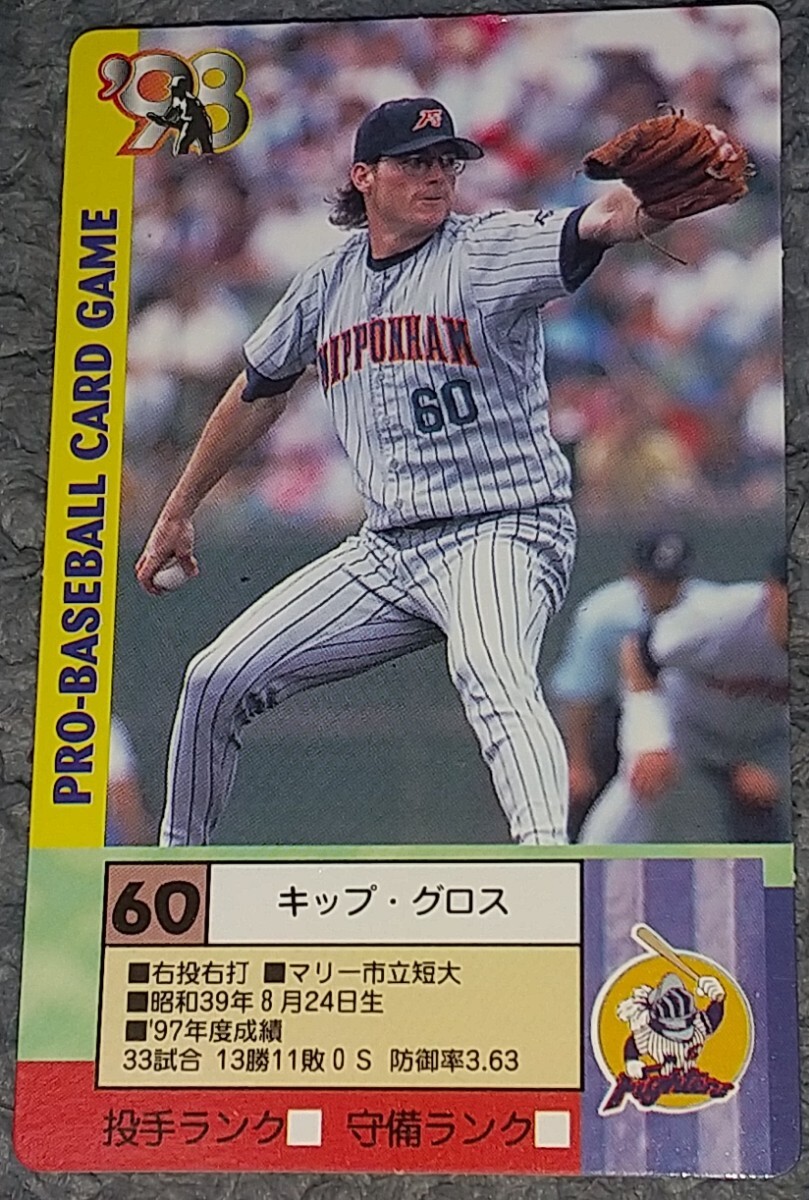 '98
PRO-BASEBALL CARD GAME
NIPPONHAM
60
60
キップ・グロス
■右投右打 ■マリー市立短大
■昭和39年8月24日生
■'97年度成績
33試合 13勝11敗0S 防御率3.63
Fighters
投手ランク□ 守備ランク□